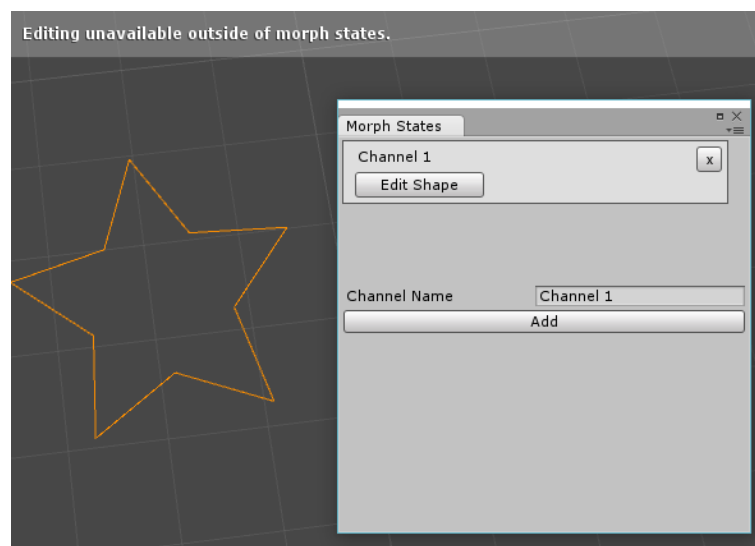 Editing unavailable outside of morph states.
Morph States
Channel 1
x
Edit Shape
Channel Name
Channel 1
Add